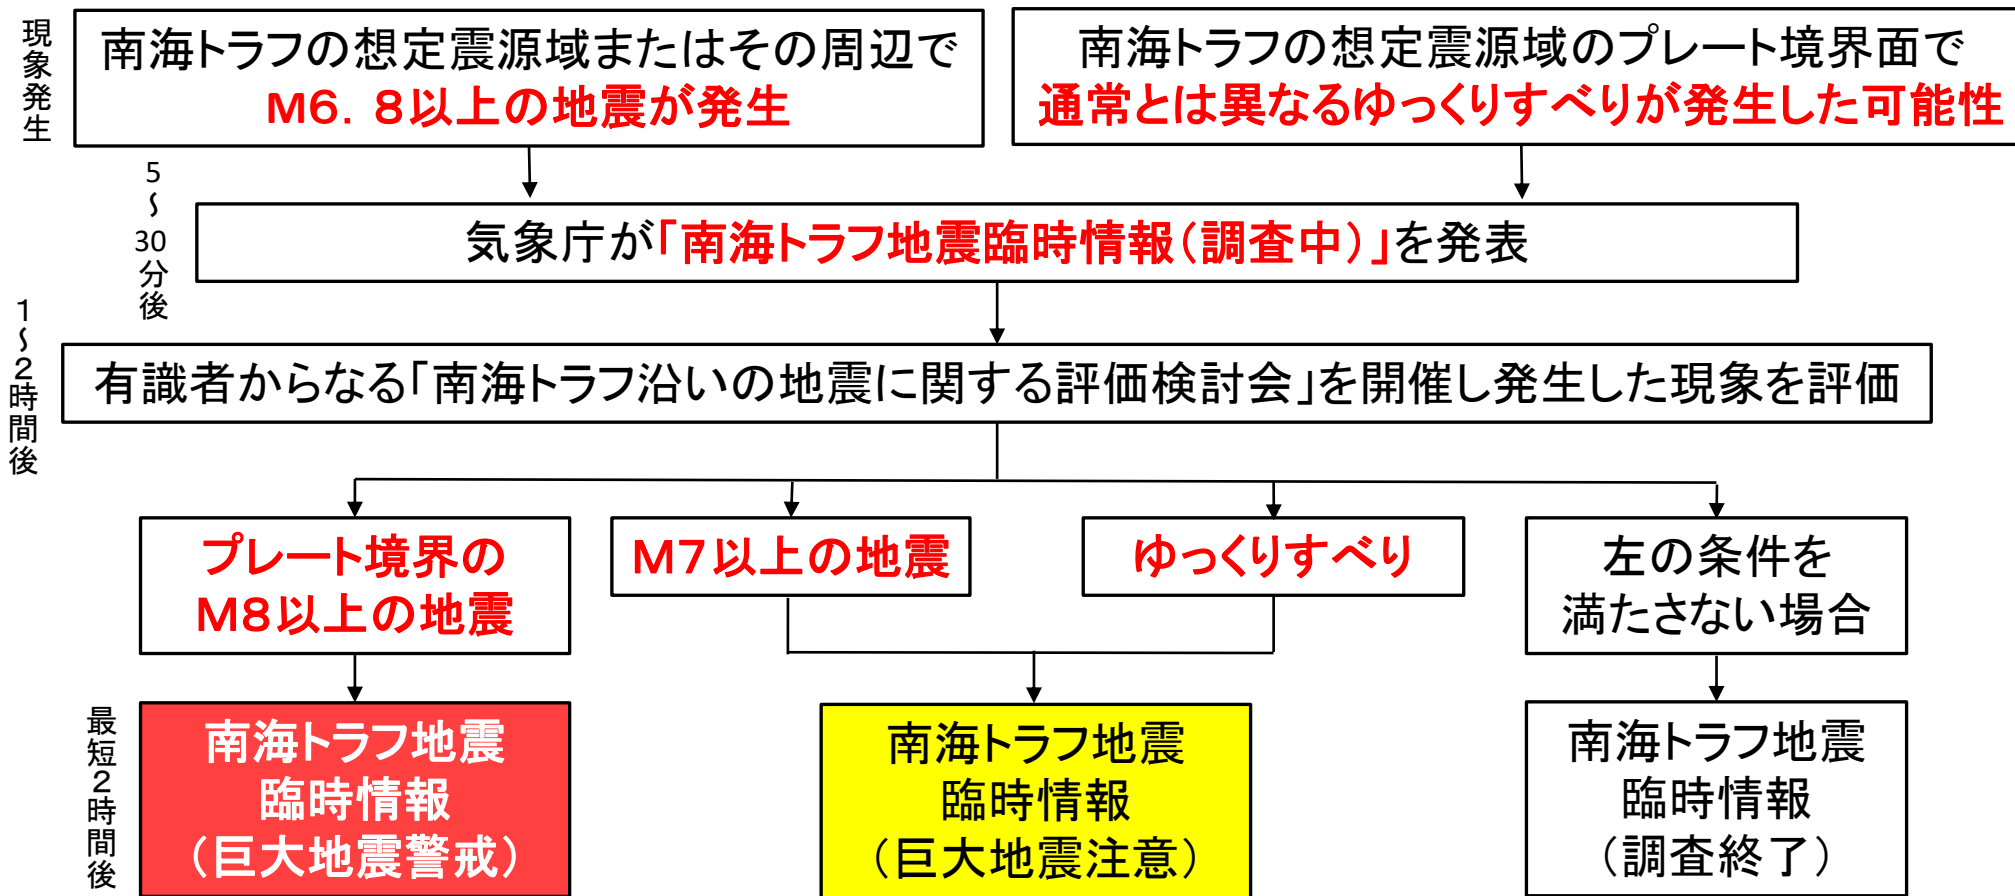 現象発生
南海トラフの想定震源域またはその周辺で
M6．8以上の地震が発生
南海トラフの想定震源域のプレート境界面で
通常とは異なるゆっくりすべりが発生した可能性
5～30分後
気象庁が「南海トラフ地震臨時情報（調査中）」を発表
1～2時間後
有識者からなる「南海トラフ沿いの地震に関する評価検討会」を開催し発生した現象を評価
プレート境界の
M8以上の地震
M7以上の地震
ゆっくりすべり
左の条件を
満たさない場合
最短2時間後
南海トラフ地震
臨時情報
（巨大地震警戒）
南海トラフ地震
臨時情報
（巨大地震注意）
南海トラフ地震
臨時情報
（調査終了）